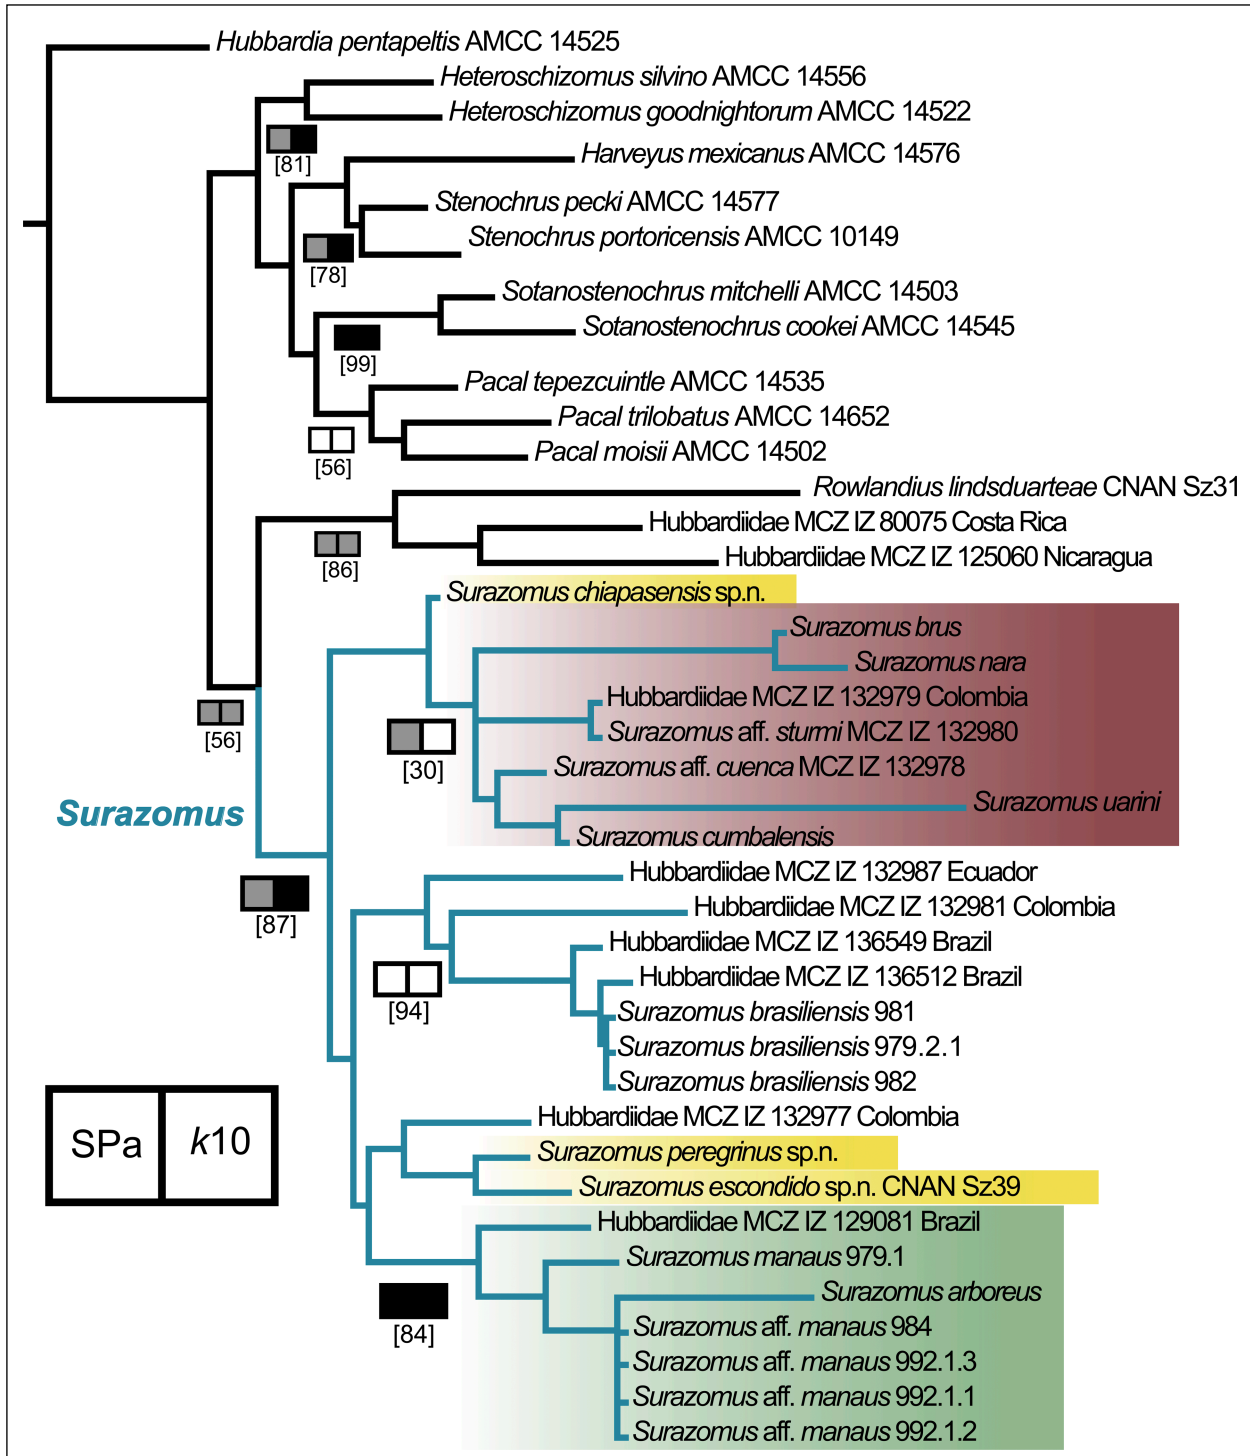 Hubbardia pentapeltis AMCC 14525
Heteroschizomus silvino AMCC 14556
Heteroschizomus goodnightorum AMCC 14522
[81]
Harveyus mexicanus AMCC 14576
Stenochrus pecki AMCC 14577
Stenochrus portoricensis AMCC 10149
[78]
Sotanostenochrus mitchelli AMCC 14503
Sotanostenochrus cookei AMCC 14545
[99]
Pacal tepezcuintle AMCC 14535
Pacal trilobatus AMCC 14652
Pacal moisii AMCC 14502
[56]
Rowlandius lindsduarteae CNAN Sz31
Hubbardiidae MCZ IZ 80075 Costa Rica
Hubbardiidae MCZ IZ 125060 Nicaragua
[86]
Surazomus chiapasensis sp.n.
Surazomus brus
Surazomus nara
Hubbardiidae MCZ IZ 132979 Colombia
Surazomus aff. sturmi MCZ IZ 132980
[56]
[30]
Surazomus aff. cuenca MCZ IZ 132978
Surazomus uarini
Surazomus
Surazomus cumbalensis
Hubbardiidae MCZ IZ 132987 Ecuador
Hubbardiidae MCZ IZ 132981 Colombia
[87]
Hubbardiidae MCZ IZ 136549 Brazil
Hubbardiidae MCZ IZ 136512 Brazil
[94]
Surazomus brasiliensis 981
Surazomus brasiliensis 979.2.1
Surazomus brasiliensis 982
Hubbardiidae MCZ IZ 132977 Colombia
SPa k10
Surazomus peregrinus sp.n.
Surazomus escondido sp.n. CNAN Sz39
Hubbardiidae MCZ IZ 129081 Brazil
Surazomus manaus 979.1
Surazomus arboreus
[84]
Surazomus aff. manaus 984
Surazomus aff. manaus 992.1.3
Surazomus aff. manaus 992.1.1
Surazomus aff. manaus 992.1.2